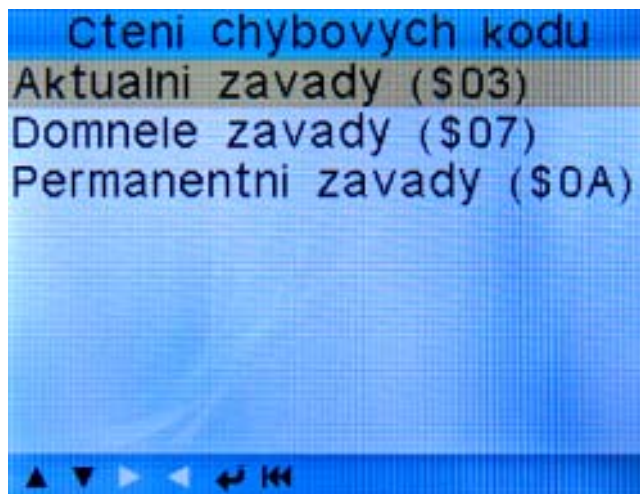 Cteni chybovych kodu
Aktualni zavady ($03)
Domnele zavady ($07)
Permanentni zavady ($0A)